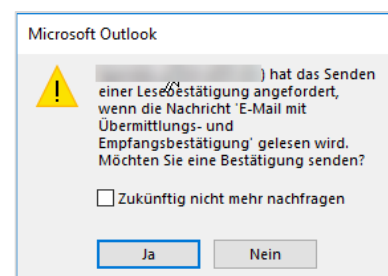 Microsoft Outlook
) hat das Senden
einer Lesebestätigung angefordert,
wenn die Nachricht 'E-Mail mit
Übermittlungs- und
Empfangsbestätigung' gelesen wird.
Möchten Sie eine Bestätigung senden?
Zukünftig nicht mehr nachfragen
Ja
Nein